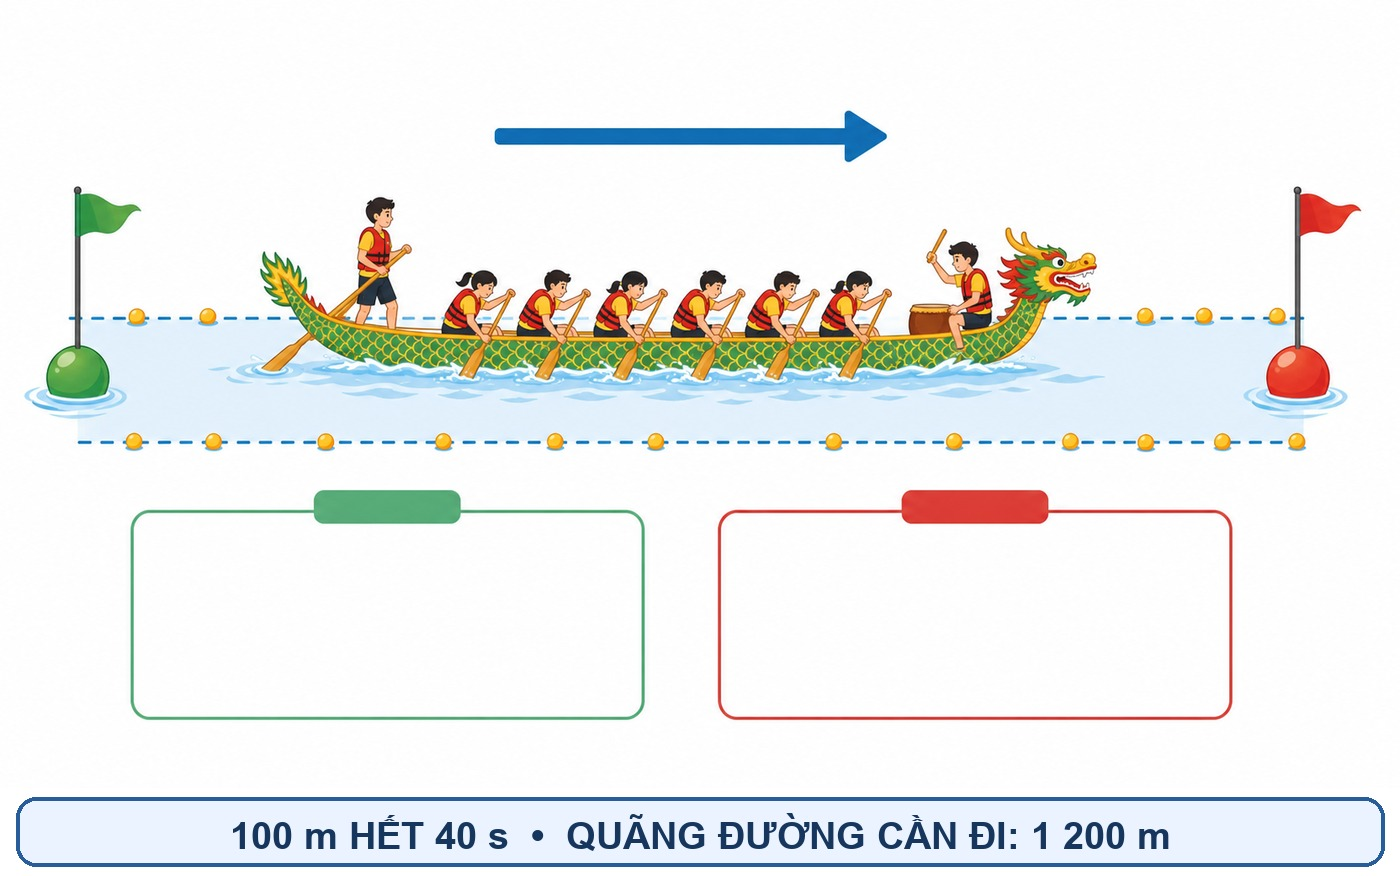 100 m HẾT 40 s • QUÃNG ĐƯỜNG CẦN ĐI: 1 200 m